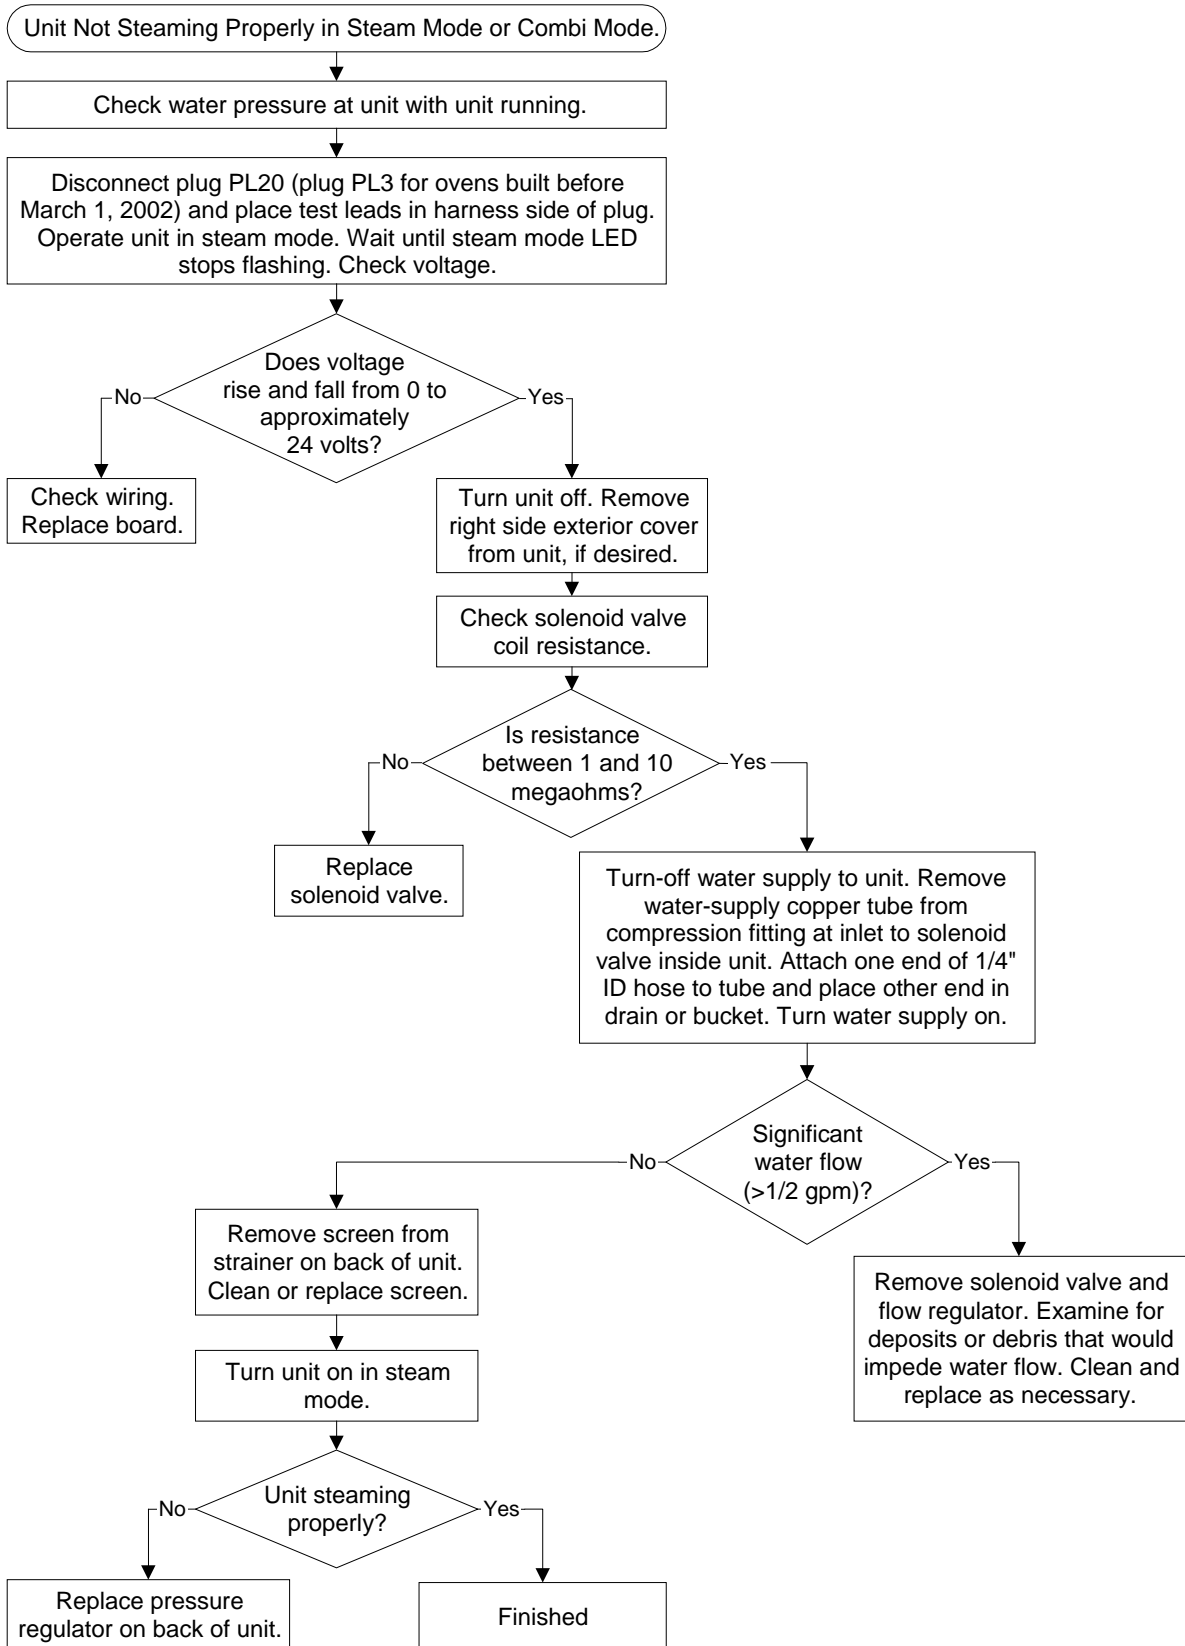 Unit Not Steaming Properly in Steam Mode or Combi Mode.
Check water pressure at unit with unit running.
Disconnect plug PL20 (plug PL3 for ovens built before
March 1, 2002) and place test leads in harness side of plug.
Operate unit in steam mode. Wait until steam mode LED
stops flashing. Check voltage.
Does voltage
rise and fall from 0 to
approximately
24 volts?
No
Yes
Check wiring.
Replace board.
Turn unit off. Remove
right side exterior cover
from unit, if desired.
Check solenoid valve
coil resistance.
Is resistance
between 1 and 10
megaohms?
No
Yes
Replace
solenoid valve.
Turn-off water supply to unit. Remove
water-supply copper tube from
compression fitting at inlet to solenoid
valve inside unit. Attach one end of 1/4"
ID hose to tube and place other end in
drain or bucket. Turn water supply on.
Significant
water flow
(>1/2 gpm)?
No
Yes
Remove screen from
strainer on back of unit.
Clean or replace screen.
Remove solenoid valve and
flow regulator. Examine for
deposits or debris that would
impede water flow. Clean and
replace as necessary.
Turn unit on in steam
mode.
Unit steaming
properly?
No
Yes
Replace pressure
regulator on back of unit.
Finished